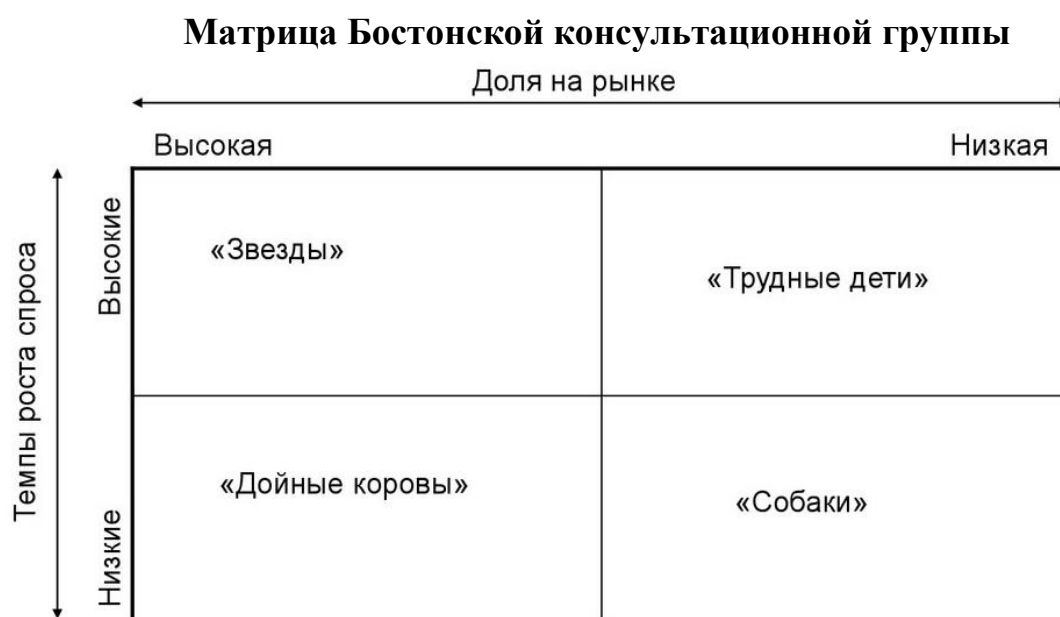 Матрица Бостонской консультационной группы
Доля на рынке
Высокая
Низкая
Темпы роста спроса
Высокие
«Звезды»
«Трудные дети»
Низкие
«Дойные коровы»
«Собаки»